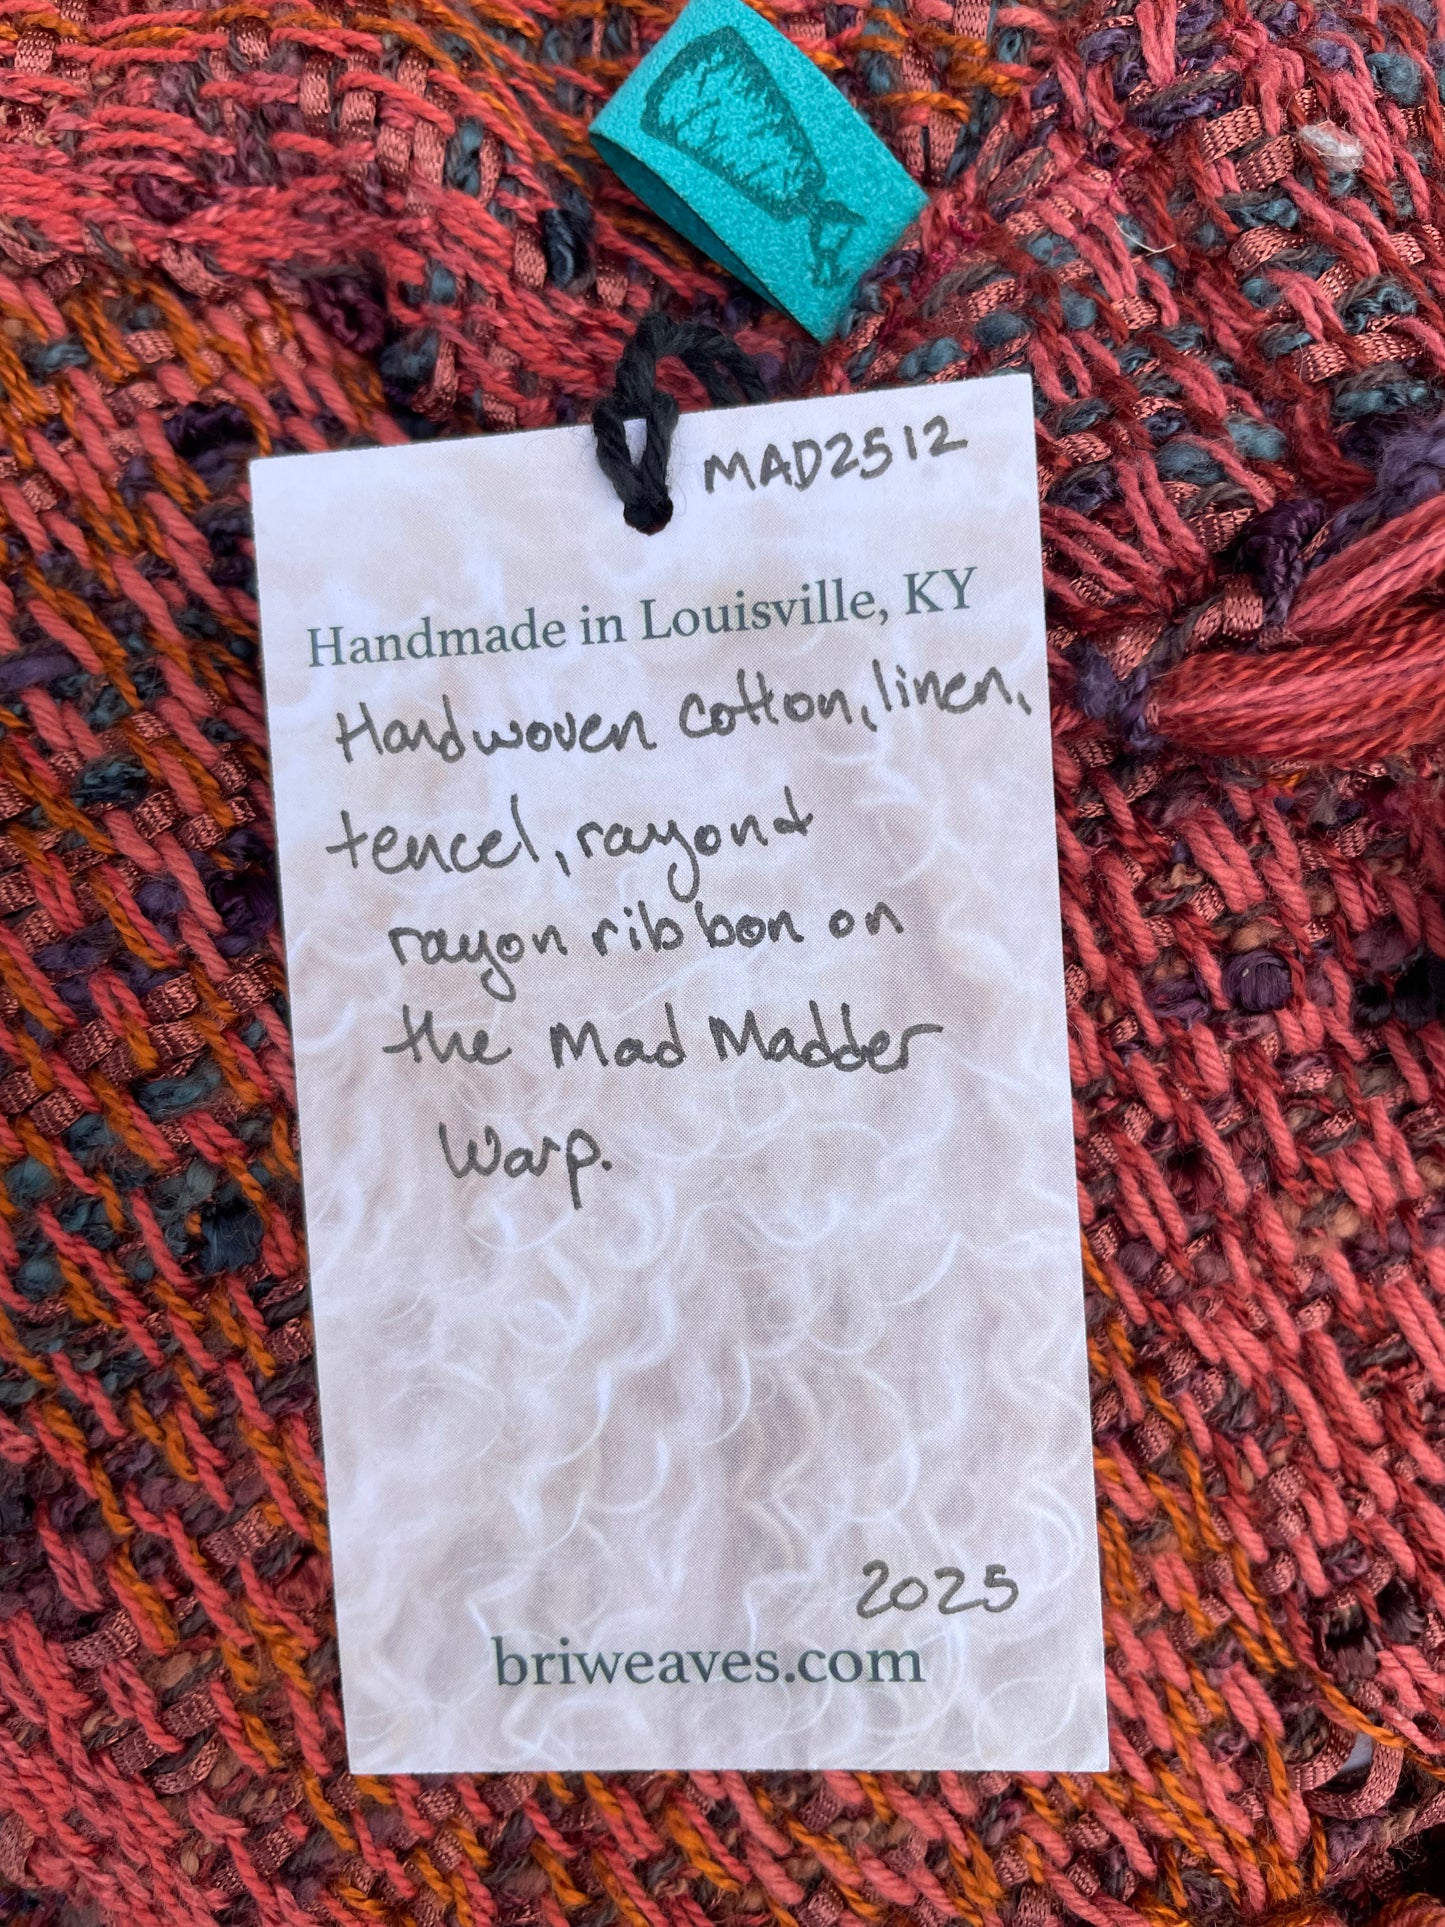 MAD2512
Handmade in Louisville, KY
Handwoven cotton, linen,
tencel, rayon &
rayon ribbon on
the Mad Madder
Warp.
2025
briweaves.com